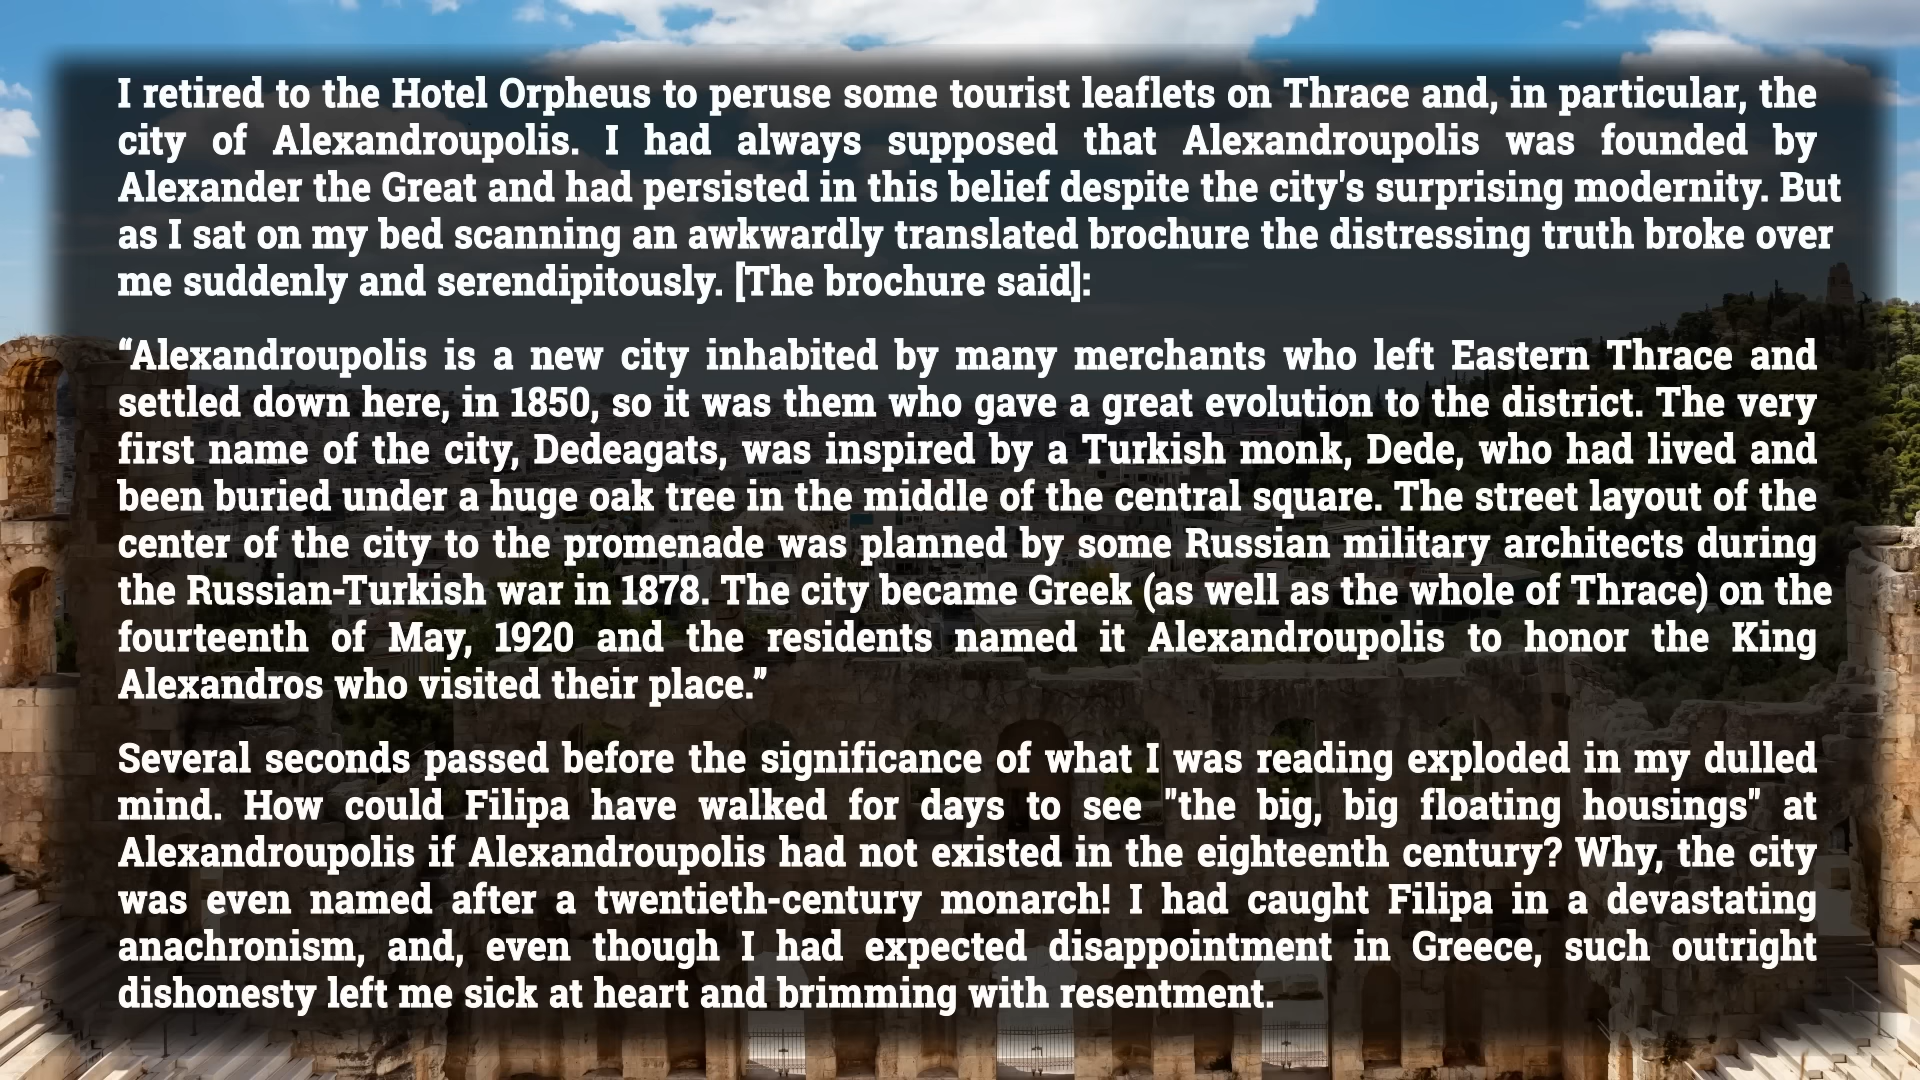 I retired to the Hotel Orpheus to peruse some tourist leaflets on Thrace and, in particular, the
city of Alexandroupolis. I had always supposed that Alexandroupolis was founded by
Alexander the Great and had persisted in this belief despite the city's surprising modernity. But
as I sat on my bed scanning an awkwardly translated brochure the distressing truth broke over
me suddenly and serendipitously. [The brochure said]:
“Alexandroupolis is a new city inhabited by many merchants who left Eastern Thrace and
settled down here, in 1850, so it was them who gave a great evolution to the district. The very
first name of the city, Dedeagats, was inspired by a Turkish monk, Dede, who had lived and
been buried under a huge oak tree in the middle of the central square. The street layout of the
center of the city to the promenade was planned by some Russian military architects during
the Russian-Turkish war in 1878. The city became Greek (as well as the whole of Thrace) on the
fourteenth of May, 1920 and the residents named it Alexandroupolis to honor the King
Alexandros who visited their place.”
Several seconds passed before the significance of what I was reading exploded in my dulled
mind. How could Filipa have walked for days to see "the big, big floating housings" at
Alexandroupolis if Alexandroupolis had not existed in the eighteenth century? Why, the city
was even named after a twentieth-century monarch! I had caught Filipa in a devastating
anachronism, and, even though I had expected disappointment in Greece, such outright
dishonesty left me sick at heart and brimming with resentment.